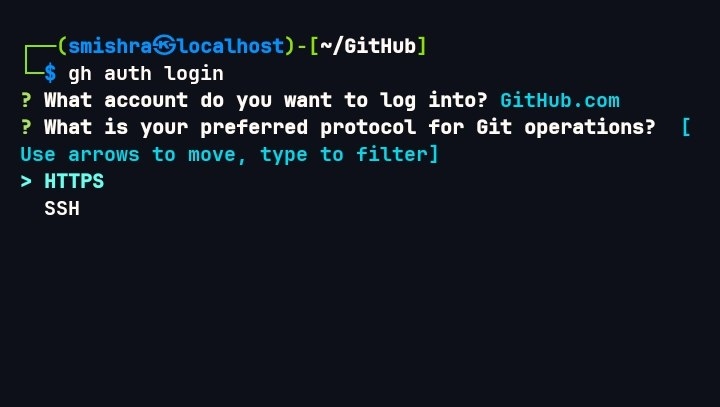 ┌──(smishra㉿localhost)-[~/GitHub]
└─$ gh auth login
? What account do you want to log into? GitHub.com
? What is your preferred protocol for Git operations?  [
Use arrows to move, type to filter]
> HTTPS
  SSH